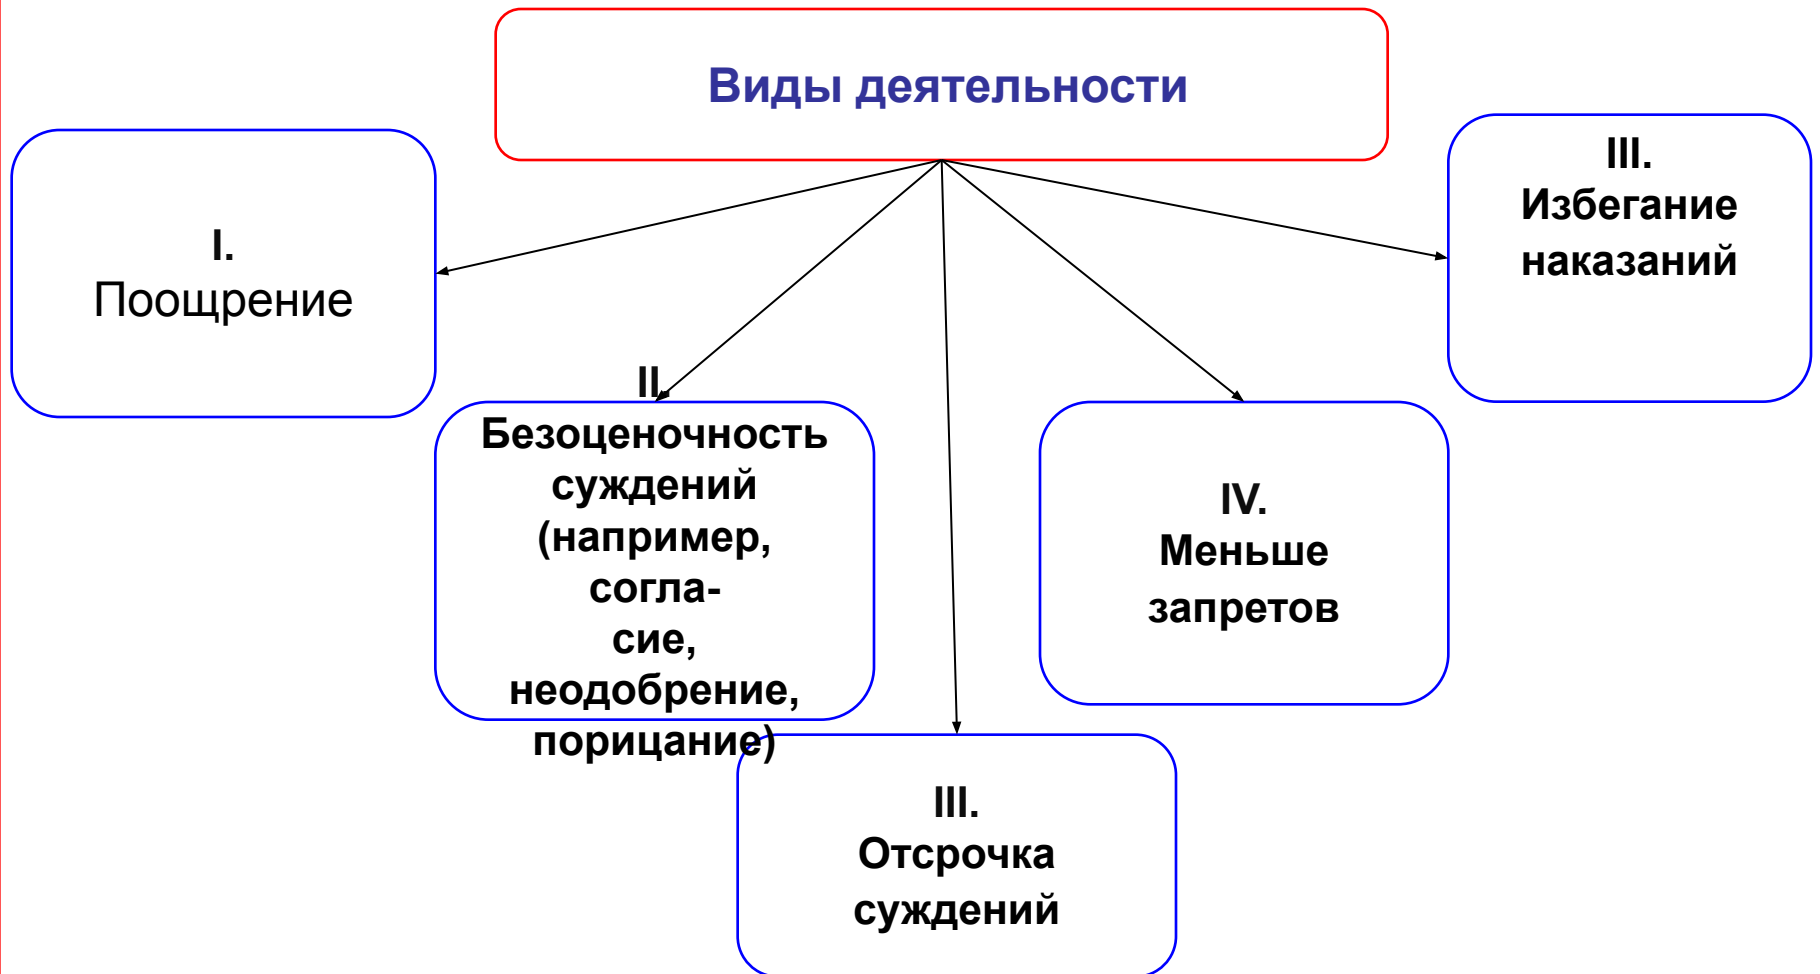 Виды деятельности
I.
Поощрение
II.
Безоценочность
суждений
(например,
согла-
сие,
неодобрение,
порицание)
III.
Отсрочка
суждений
IV.
Меньше
запретов
III.
Избегание
наказаний